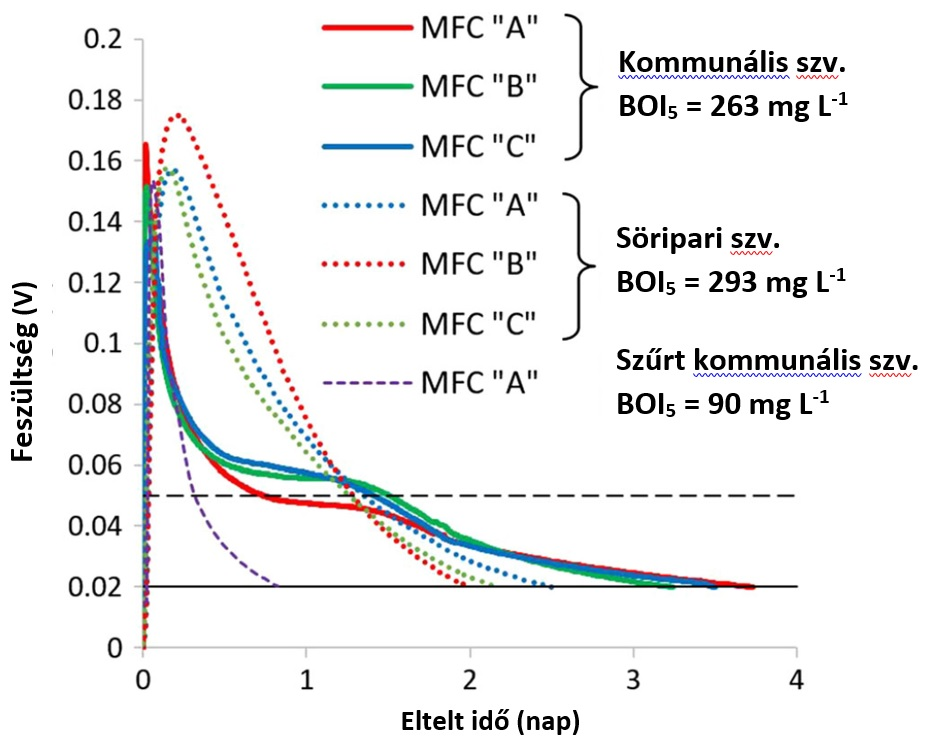 MFC "A"
MFC "B"
MFC "C"
Kommunális szv.
BOI₅ = 263 mg L⁻¹
MFC "A"
MFC "B"
MFC "C"
Söripari szv.
BOI₅ = 293 mg L⁻¹
MFC "A"
Szűrt kommunális szv.
BOI₅ = 90 mg L⁻¹
Feszültség (V)
0.2
0.18
0.16
0.14
0.12
0.1
0.08
0.06
0.04
0.02
0
0 1 2 3 4
Eltelt idő (nap)